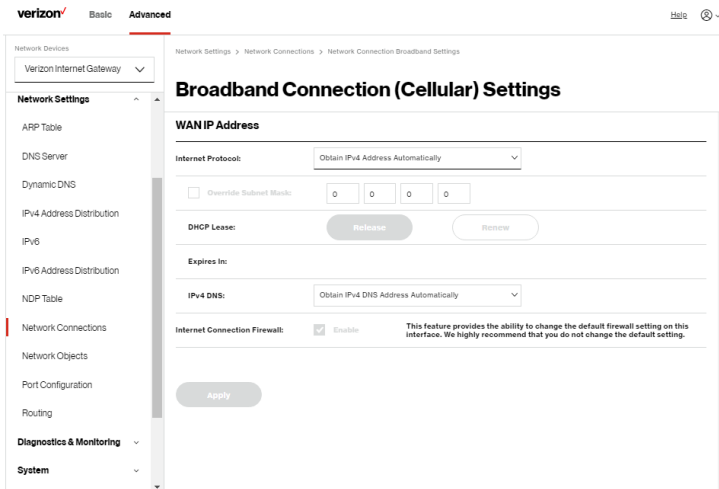 verizon
Basic
Advanced
Help
Network Devices
Verizon Internet Gateway
Network Settings
ARP Table
DNS Server
Dynamic DNS
IPv4 Address Distribution
IPv6
IPv6 Address Distribution
NDP Table
Network Connections
Network Objects
Port Configuration
Routing
Diagnostics & Monitoring
System
Network Settings > Network Connections > Network Connection Broadband Settings
Broadband Connection (Cellular) Settings
WAN IP Address
Internet Protocol: Obtain IPv4 Address Automatically
Override Subnet Mask: 0 0 0 0
DHCP Lease: Release Renew
Expires In:
IPv4 DNS: Obtain IPv4 DNS Address Automatically
Internet Connection Firewall: Enable
This feature provides the ability to change the default firewall setting on this
interface. We highly recommend that you do not change the default setting.
Apply